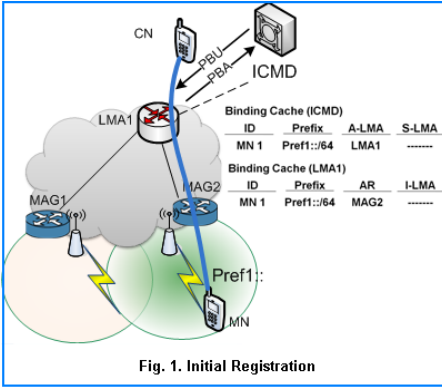 CN
PBU
PBA
ICMD
LMA1
Binding Cache (ICMD)
ID Prefix A-LMA S-LMA
MN 1 Pref1::/64 LMA1 -------
Binding Cache (LMA1)
ID Prefix AR I-LMA
MN 1 Pref1::/64 MAG2 -------
MAG1
MAG2
Pref1::
MN
Fig. 1. Initial Registration